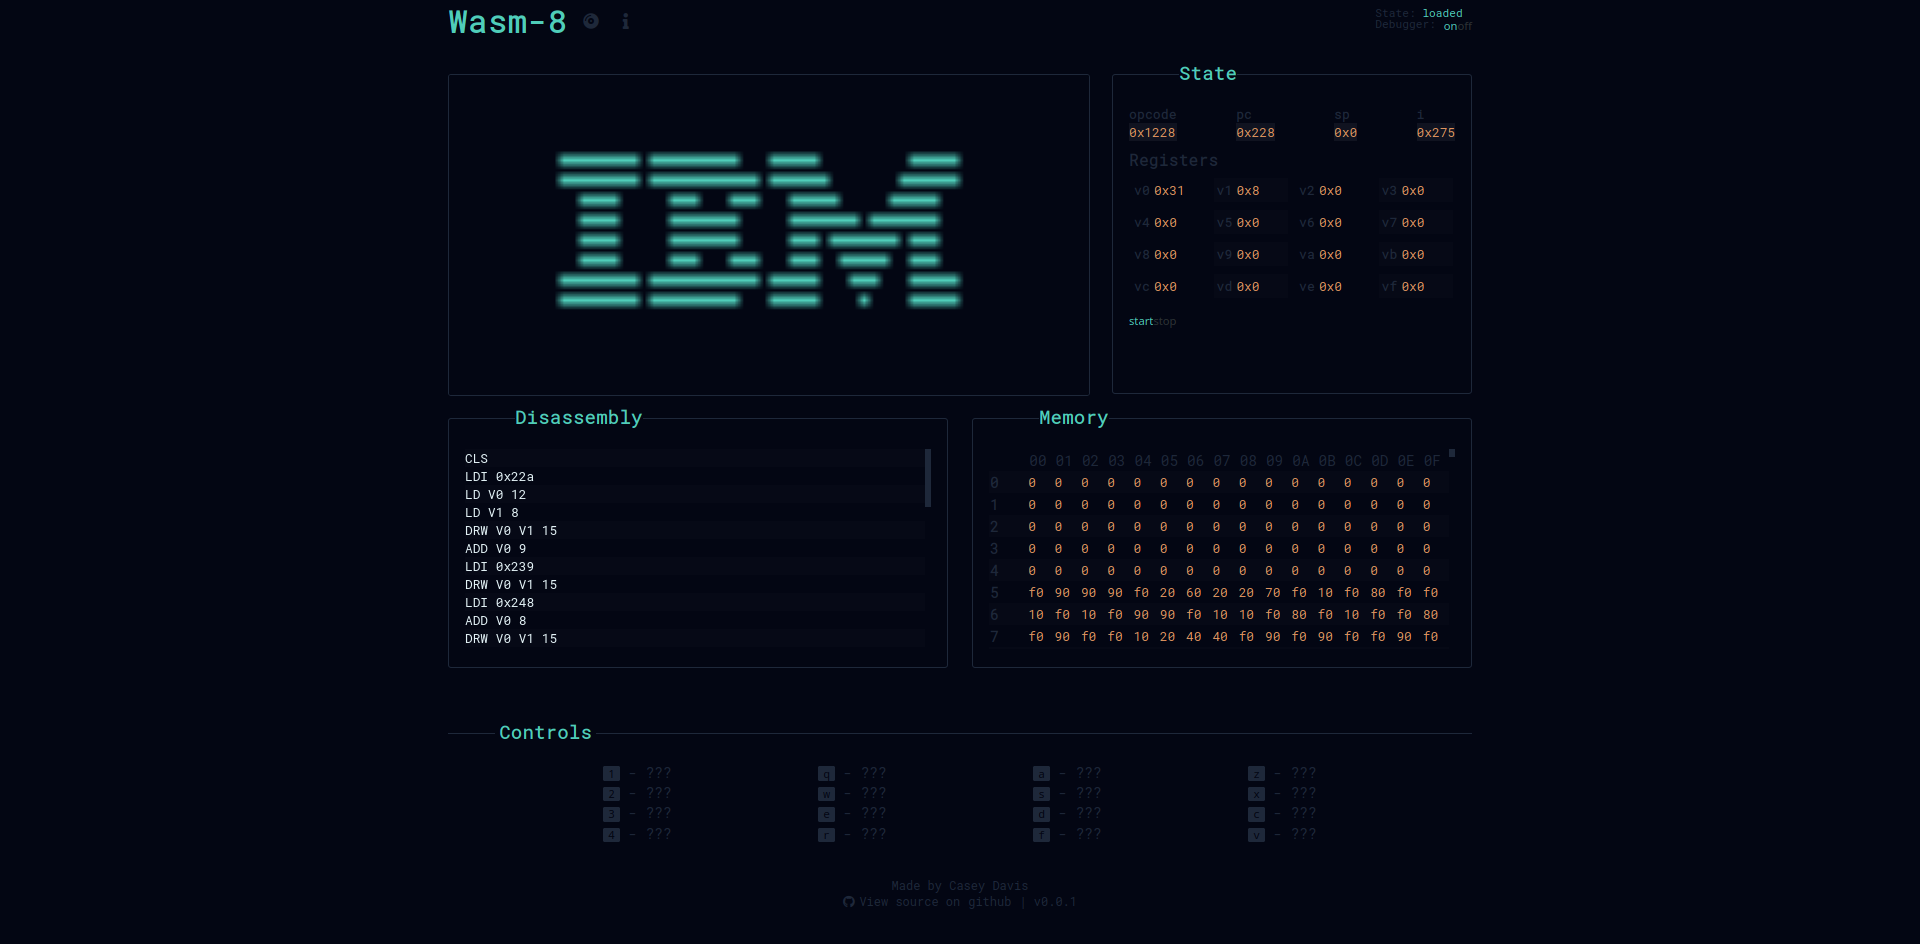 Wasm-8
State: loaded
Debugger: onoff
IBM
State
opcode pc sp i
0x1228 0x228 0x0 0x275
Registers
v0 0x31 v1 0x8 v2 0x0 v3 0x0
v4 0x0 v5 0x0 v6 0x0 v7 0x0
v8 0x0 v9 0x0 va 0x0 vb 0x0
vc 0x0 vd 0x0 ve 0x0 vf 0x0
startstop
Disassembly
CLS
LDI 0x22a
LD V0 12
LD V1 8
DRW V0 V1 15
ADD V0 9
LDI 0x239
DRW V0 V1 15
LDI 0x248
ADD V0 8
DRW V0 V1 15
Memory
00 01 02 03 04 05 06 07 08 09 0A 0B 0C 0D 0E 0F
0 0 0 0 0 0 0 0 0 0 0 0 0 0 0 0 0
1 0 0 0 0 0 0 0 0 0 0 0 0 0 0 0 0
2 0 0 0 0 0 0 0 0 0 0 0 0 0 0 0 0
3 0 0 0 0 0 0 0 0 0 0 0 0 0 0 0 0
4 0 0 0 0 0 0 0 0 0 0 0 0 0 0 0 0
5 f0 90 90 90 f0 20 60 20 20 70 f0 10 f0 80 f0 f0
6 10 f0 10 f0 90 90 f0 10 10 f0 80 f0 10 f0 f0 80
7 f0 90 f0 f0 10 20 40 40 f0 90 f0 90 f0 f0 90 f0
Controls
1 - ??? q - ??? a - ??? z - ???
2 - ??? w - ??? s - ??? x - ???
3 - ??? e - ??? d - ??? c - ???
4 - ??? r - ??? f - ??? v - ???
Made by Casey Davis
View source on github | v0.0.1